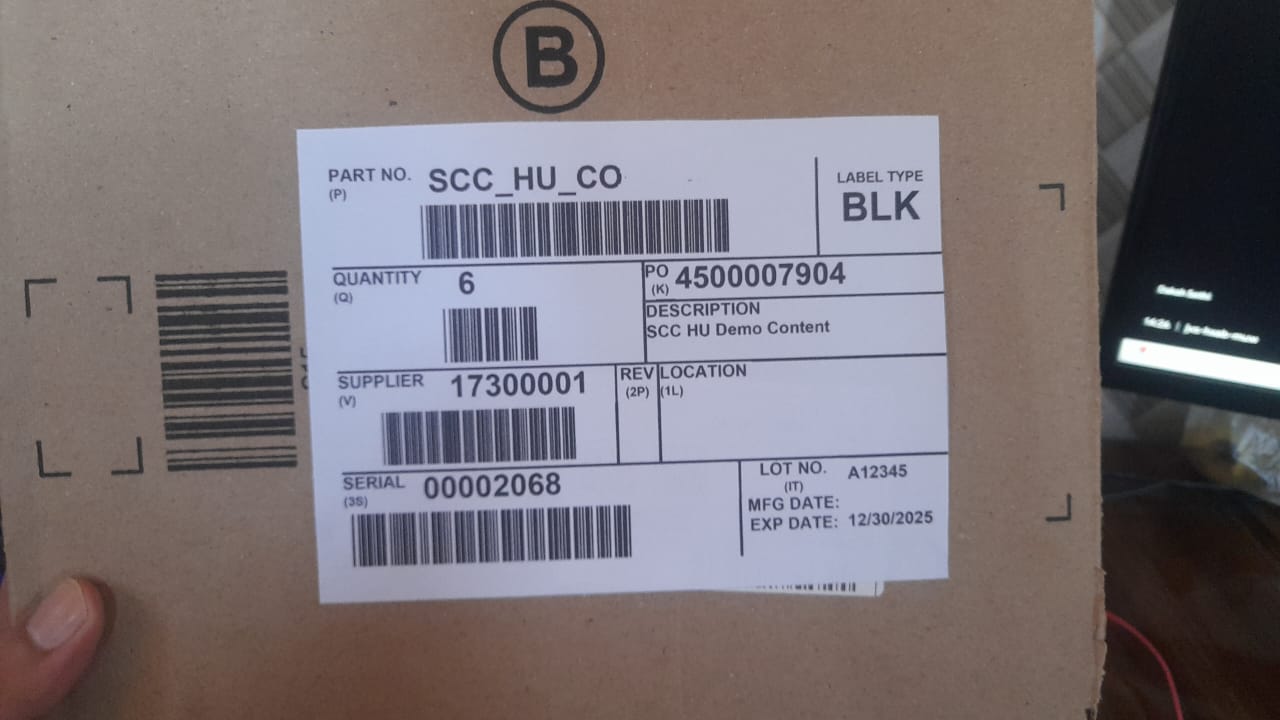 B
PART NO. SCC_HU_CO
(P)
LABEL TYPE
BLK
QUANTITY 6
(Q)
PO 4500007904
(K)
DESCRIPTION
SCC HU Demo Content
SUPPLIER 17300001
(V)
REV
(2P)
LOCATION
(1L)
SERIAL 00002068
(3S)
LOT NO. A12345
(IT)
MFG DATE:
EXP DATE: 12/30/2025